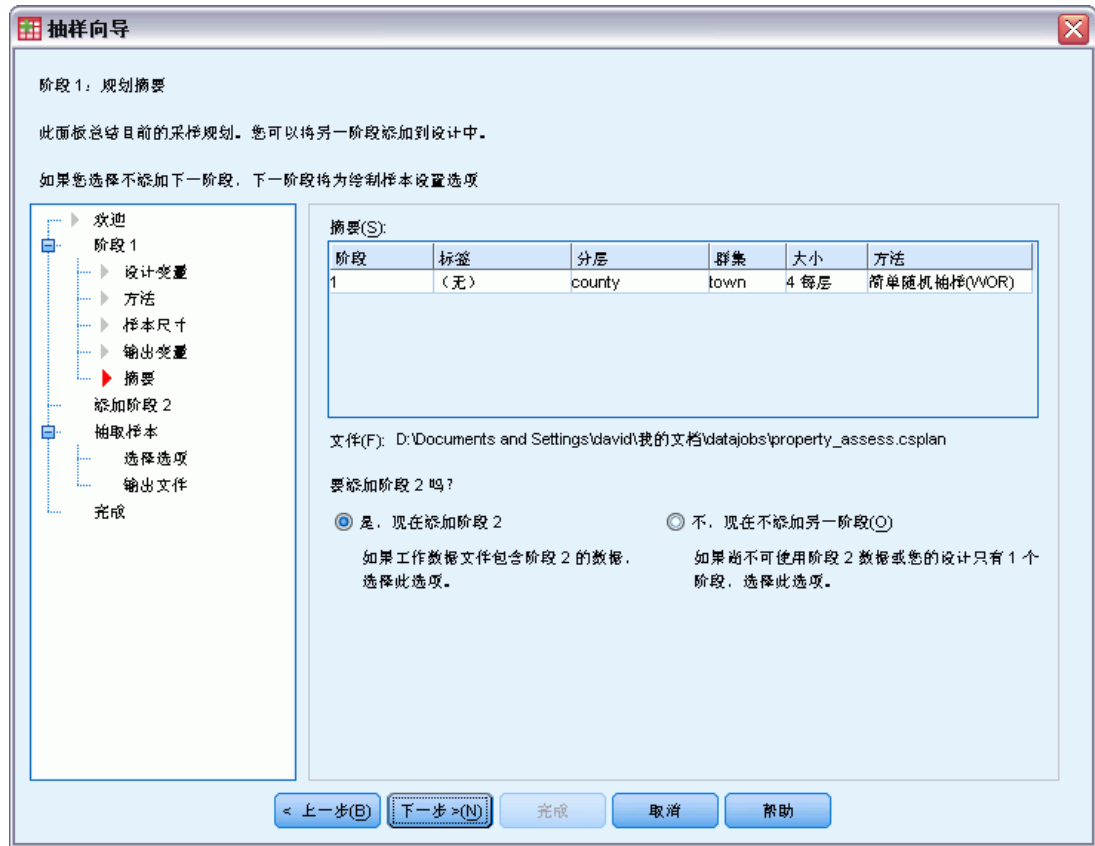 抽样向导
阶段 1：规划摘要
此面板总结目前的采样规划。您可以将另一阶段添加到设计中。
如果您选择不添加下一阶段，下一阶段将为绘制样本设置选项
欢迎
阶段 1
设计变量
方法
样本尺寸
输出变量
摘要
添加阶段 2
抽取样本
选择选项
输出文件
完成
摘要(S):
阶段 标签 分层 群集 大小 方法
1 （无） county town 4 每层 简单随机抽样(WOR)
文件(F): D:\Documents and Settings\david\我的文档\datajobs\property_assess.csplan
要添加阶段 2 吗？
是，现在添加阶段 2
如果工作数据文件包含阶段 2 的数据，
选择此选项。
不，现在不添加另一阶段(O)
如果尚不可使用阶段 2 数据或您的设计只有 1 个
阶段，选择此选项。
< 上一步(B) 下一步 >(N) 完成 取消 帮助